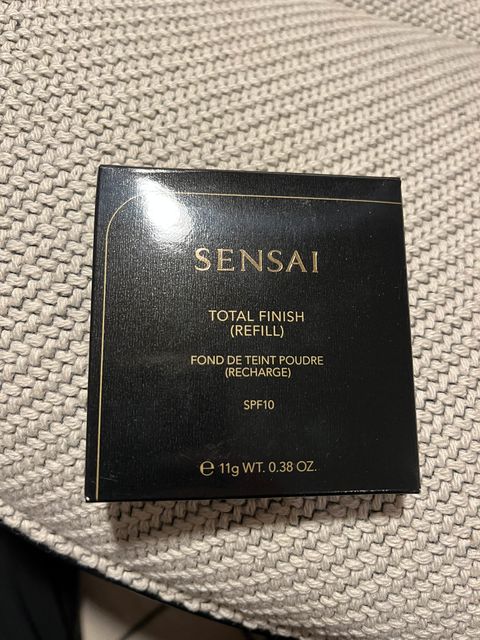 SENSAI
TOTAL FINISH
(REFILL)
FOND DE TEINT POUDRE
(RECHARGE)
SPF10
℮ 11g WT. 0.38 OZ.